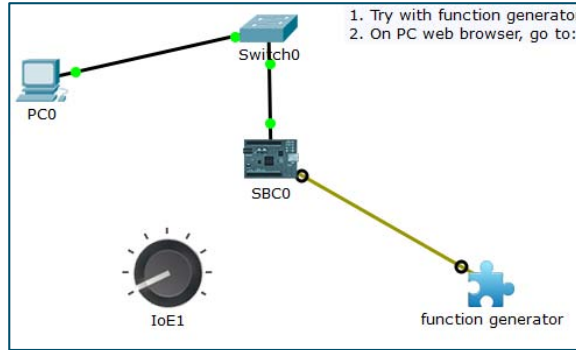 1. Try with function generator
2. On PC web browser, go to:
Switch0
PC0
SBC0
IoE1
function generator